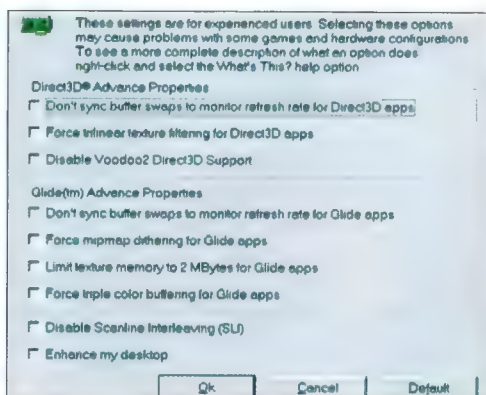 These settings are for experienced users. Selecting these options
may cause problems with some games and hardware configurations
To see a more complete description of what an option does
right-click and select the What's This? help option
Direct3D® Advance Properties
Don't sync buffer swaps to monitor refresh rate for Direct3D apps
Force trilinear texture filtering for Direct3D apps
Disable Voodoo2 Direct3D Support
Glide(tm) Advance Properties
Don't sync buffer swaps to monitor refresh rate for Glide apps
Force mipmap dithering for Glide apps
Limit texture memory to 2 MBytes for Glide apps
Force triple color buffering for Glide apps
Disable Scanline Interleaving (SLI)
Enhance my desktop
Ok Cancel Default